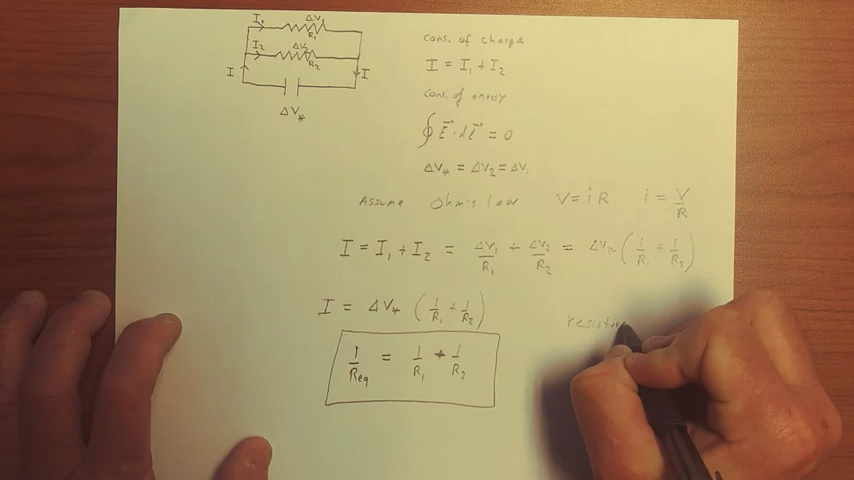 I₁ ΔV₁
R₁
I₂ ΔV₂
R₂
I I
ΔV*
Cons. of charge
I = I₁ + I₂
Cons. of energy
∮ E⃗ · dℓ⃗ = 0
ΔV* = ΔV₂ = ΔV₁
Assume Ohm's law V = iR i = V/R
I = I₁ + I₂ = ΔV₁/R₁ + ΔV₂/R₂ = ΔV* (1/R₁ + 1/R₂)
I = ΔV* (1/R₁ + 1/R₂)
1/Req = 1/R₁ + 1/R₂